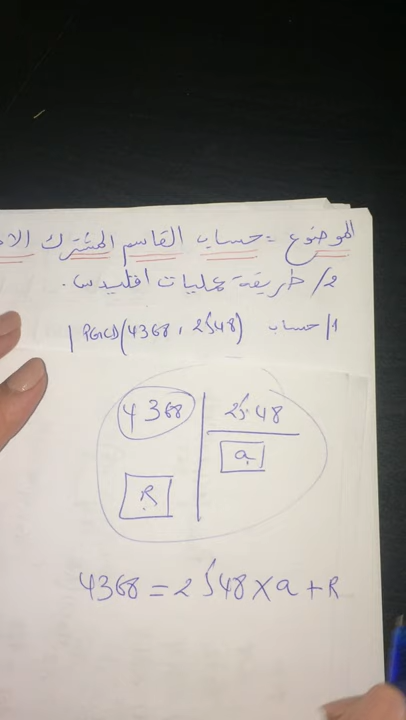 الموضوع = حساب القاسم المشترك الا
2/ طريقة عمليات اقليدس.
1/ حساب PGCD(4368 , 2548)
4368 2548
a
R
4368 = 2548 × a + R